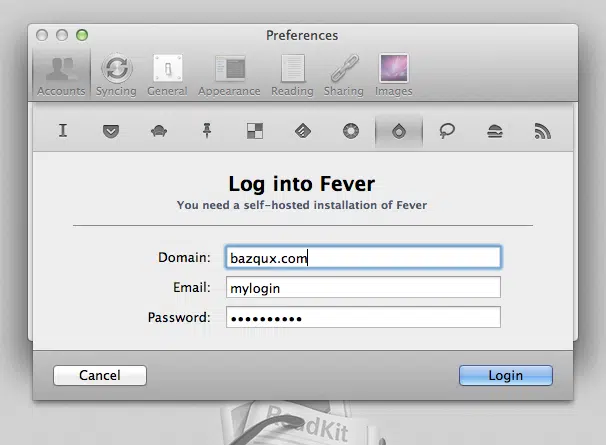 Preferences
Accounts Syncing General Appearance Reading Sharing Images
Log into Fever
You need a self-hosted installation of Fever
Domain: bazqux.com
Email: mylogin
Password: ••••••••••
Cancel Login
ReadKit